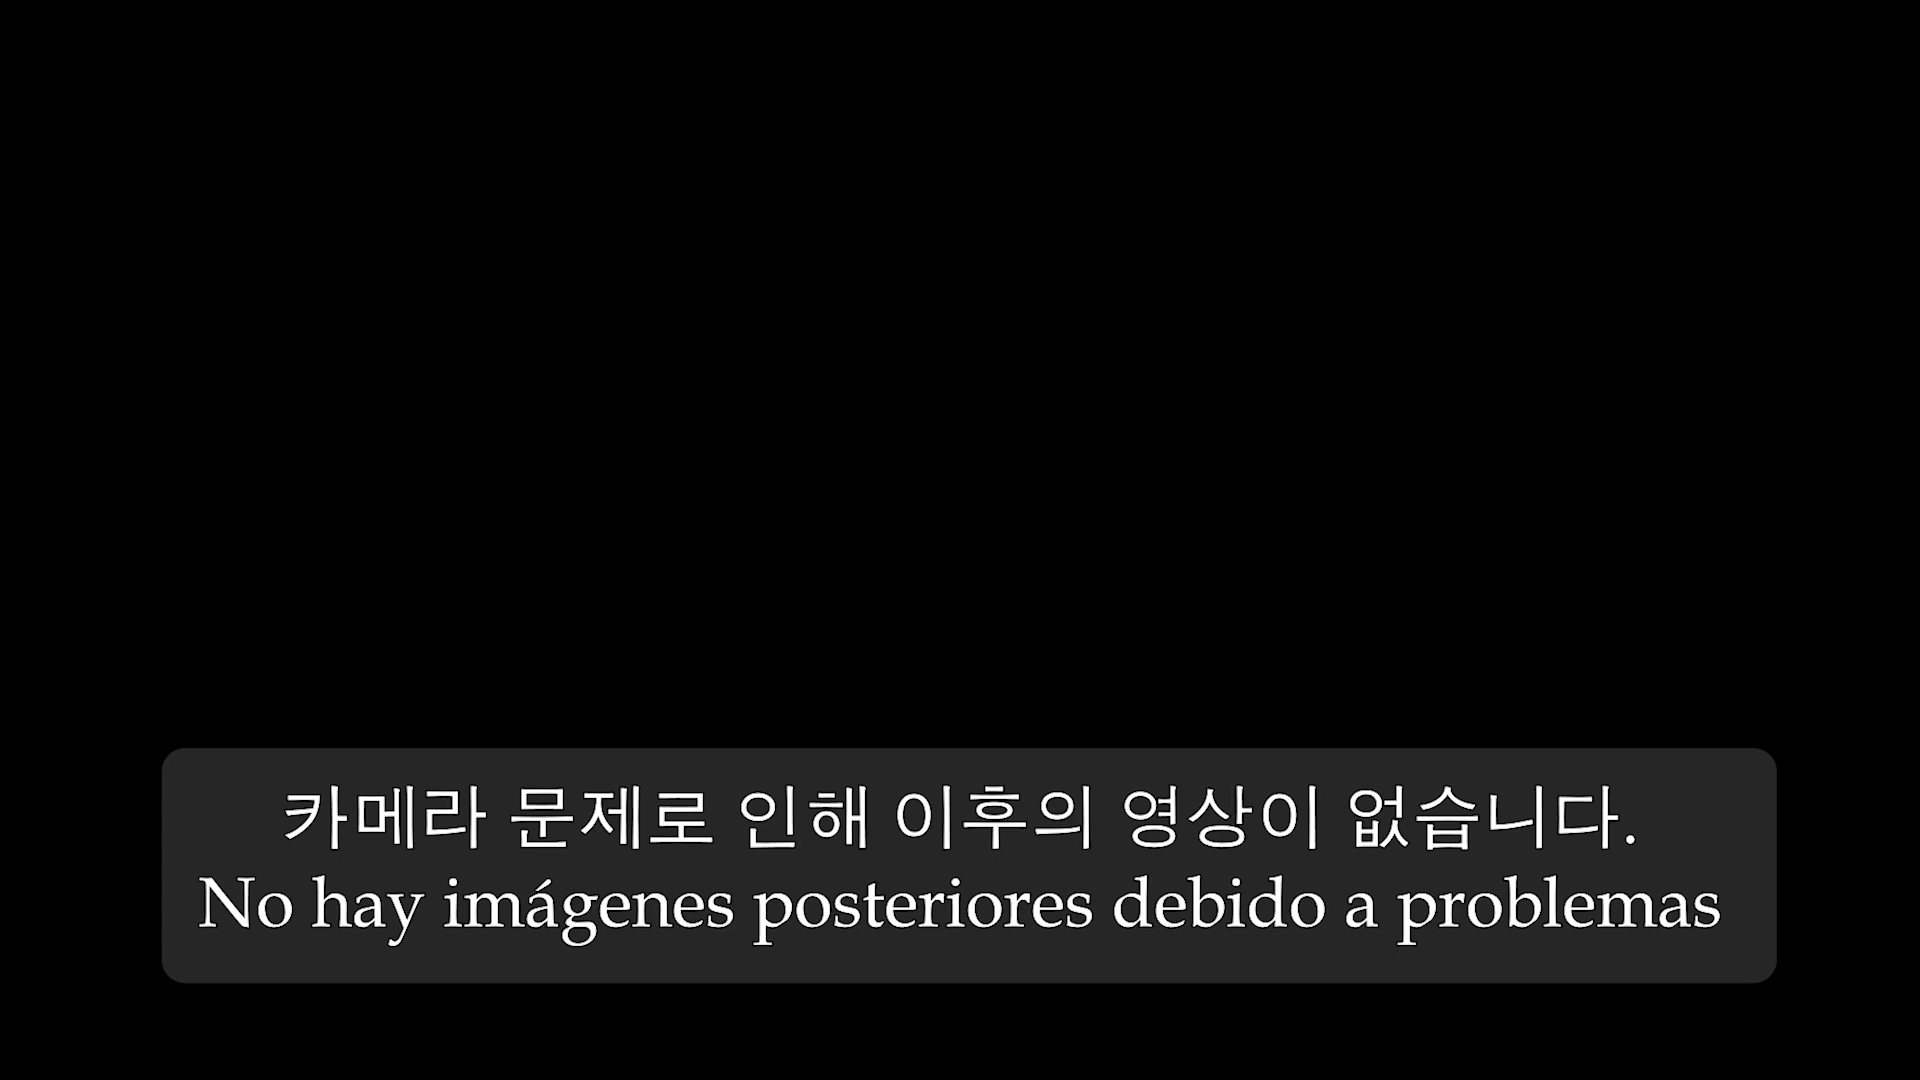 카메라 문제로 인해 이후의 영상이 없습니다.
No hay imágenes posteriores debido a problemas